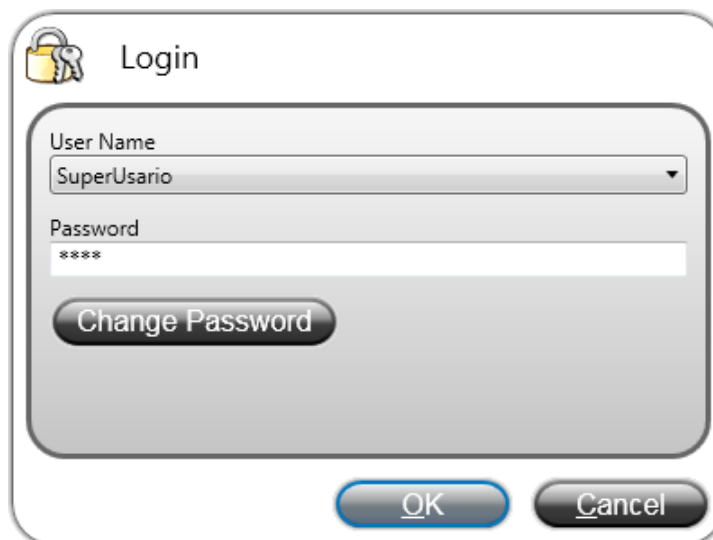 Login
User Name
SuperUsario
Password
****
Change Password
OK
Cancel